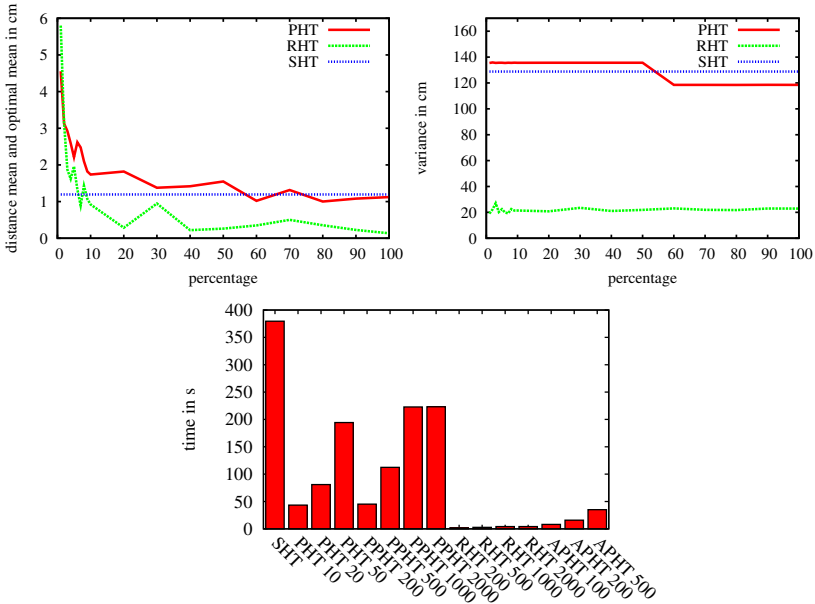 distance mean and optimal mean in cm
6
5
4
3
2
1
0
PHT
RHT
SHT
0 10 20 30 40 50 60 70 80 90 100
percentage
variance in cm
160
140
120
100
80
60
40
20
0
PHT
RHT
SHT
0 10 20 30 40 50 60 70 80 90 100
percentage
time in s
400
350
300
250
200
150
100
50
0
SHT
PHT 10
PHT 20
PHT 50
PPHT 200
PPHT 500
PPHT 1000
PPHT 2000
RHT 200
RHT 500
RHT 1000
RHT 2000
APHT 100
APHT 200
APHT 500